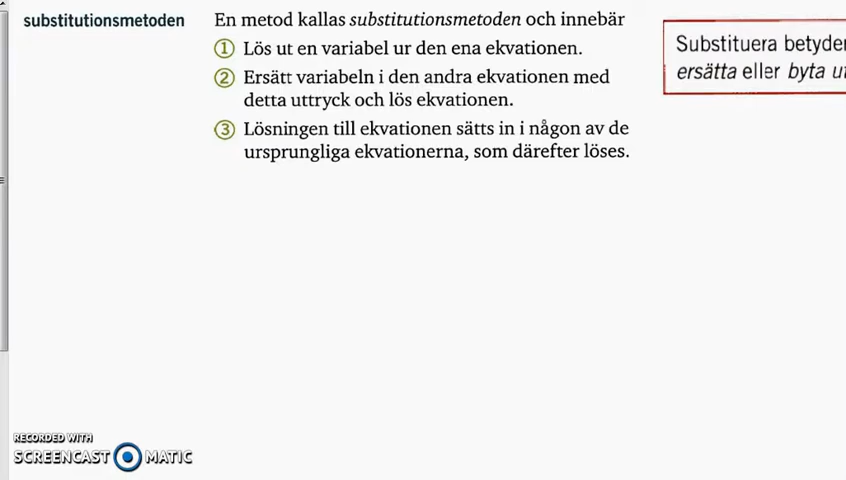 substitutionsmetoden
En metod kallas substitutionsmetoden och innebär
① Lös ut en variabel ur den ena ekvationen.
② Ersätt variabeln i den andra ekvationen med
detta uttryck och lös ekvationen.
③ Lösningen till ekvationen sätts in i någon av de
ursprungliga ekvationerna, som därefter löses.
Substituera
ersätta eller byta
RECORDED WITH
SCREENCAST MATIC